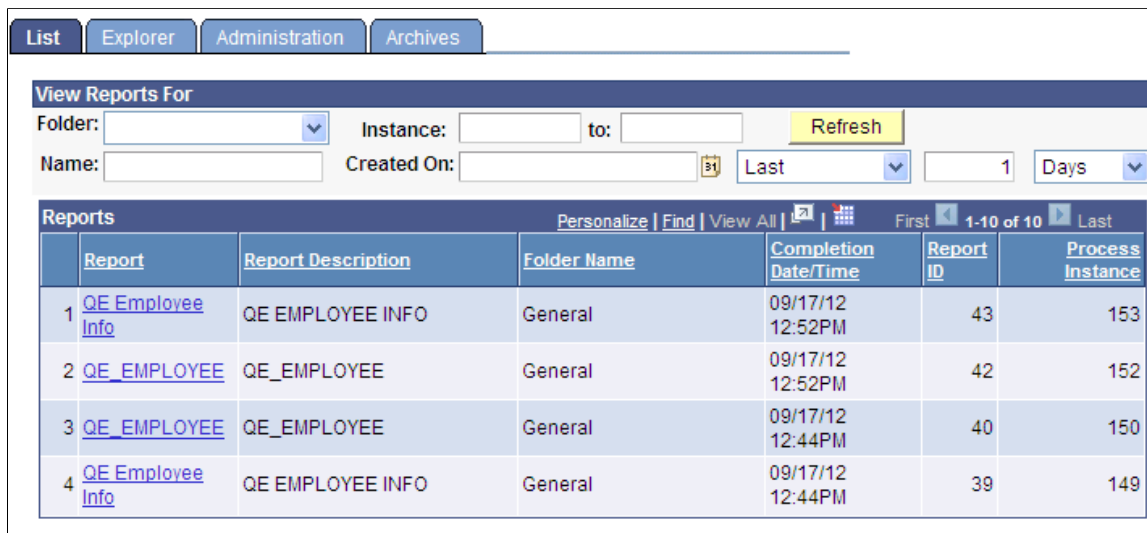 List Explorer Administration Archives
View Reports For
Folder: Instance: to: Refresh
Name: Created On: 31 Last 1 Days
Reports Personalize | Find | View All | | First 1-10 of 10 Last
Report Report Description Folder Name Completion Date/Time Report ID Process Instance
1 QE Employee Info QE EMPLOYEE INFO General 09/17/12 12:52PM 43 153
2 QE_EMPLOYEE QE_EMPLOYEE General 09/17/12 12:52PM 42 152
3 QE_EMPLOYEE QE_EMPLOYEE General 09/17/12 12:44PM 40 150
4 QE Employee Info QE EMPLOYEE INFO General 09/17/12 12:44PM 39 149